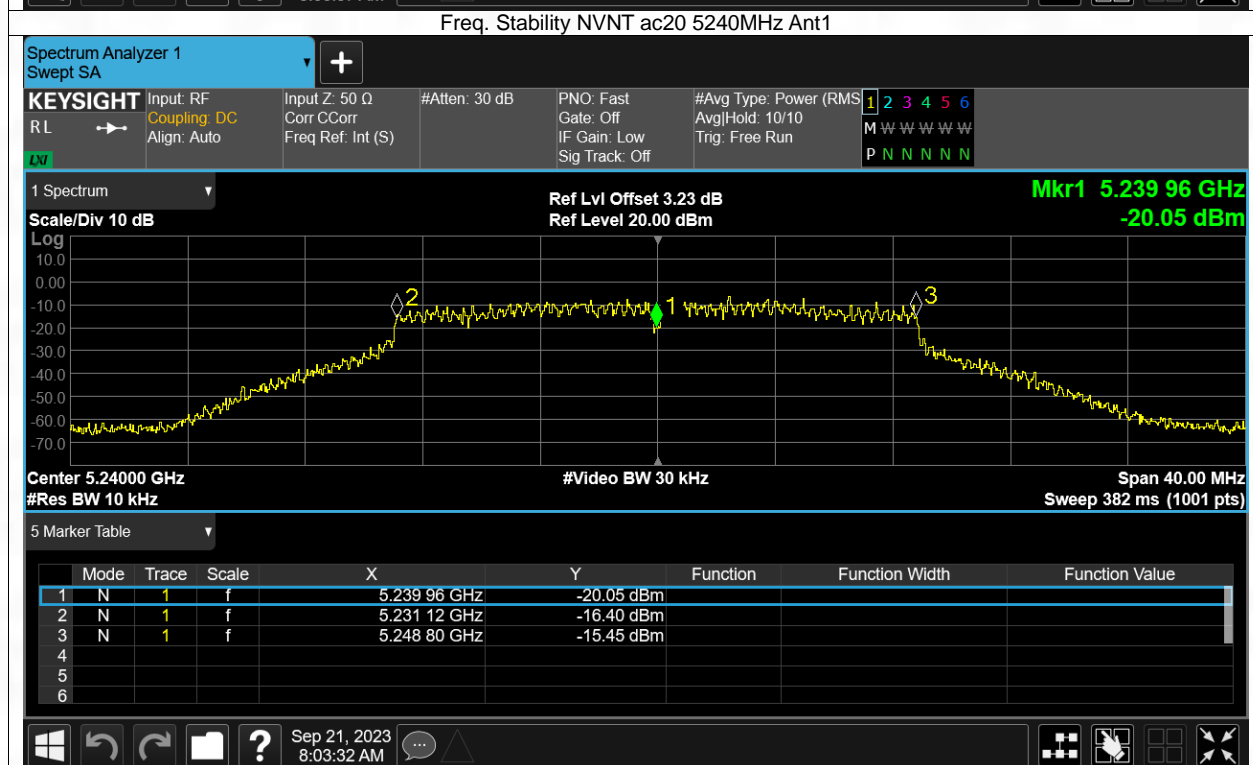 Freq. Stability NVNT ac20 5240MHz Ant1
Spectrum Analyzer 1
Swept SA
+
KEYSIGHT Input: RF Input Z: 50 Ω #Atten: 30 dB PNO: Fast #Avg Type: Power (RMS 1 2 3 4 5 6
R L Coupling: DC Corr CCorr Gate: Off Avg|Hold: 10/10 M W W W W W
Align: Auto Freq Ref: Int (S) IF Gain: Low Trig: Free Run
LXI Sig Track: Off P N N N N N
1 Spectrum Ref Lvl Offset 3.23 dB Mkr1 5.239 96 GHz
Scale/Div 10 dB Ref Level 20.00 dBm -20.05 dBm
Log
10.0
0.00
-10.0 2 1 3
-20.0
-30.0
-40.0
-50.0
-60.0
-70.0
Center 5.24000 GHz #Video BW 30 kHz Span 40.00 MHz
#Res BW 10 kHz Sweep 382 ms (1001 pts)
5 Marker Table
Mode Trace Scale X Y Function Function Width Function Value
1 N 1 f 5.239 96 GHz -20.05 dBm
2 N 1 f 5.231 12 GHz -16.40 dBm
3 N 1 f 5.248 80 GHz -15.45 dBm
4
5
6
? Sep 21, 2023
8:03:32 AM